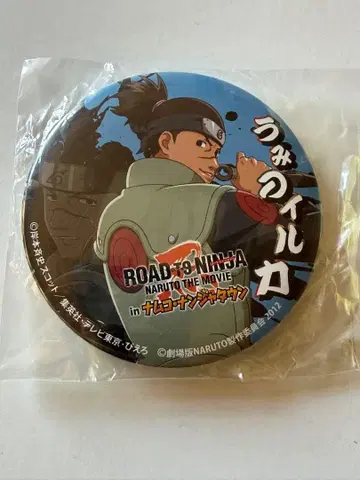 うみのイルカ
ROAD TO NINJA
NARUTO THE MOVIE
in ナムコ・ナンジャタウン
©岸本斉史 スコット/集英社・テレビ東京・ぴえろ
©劇場版NARUTO製作委員会 2012